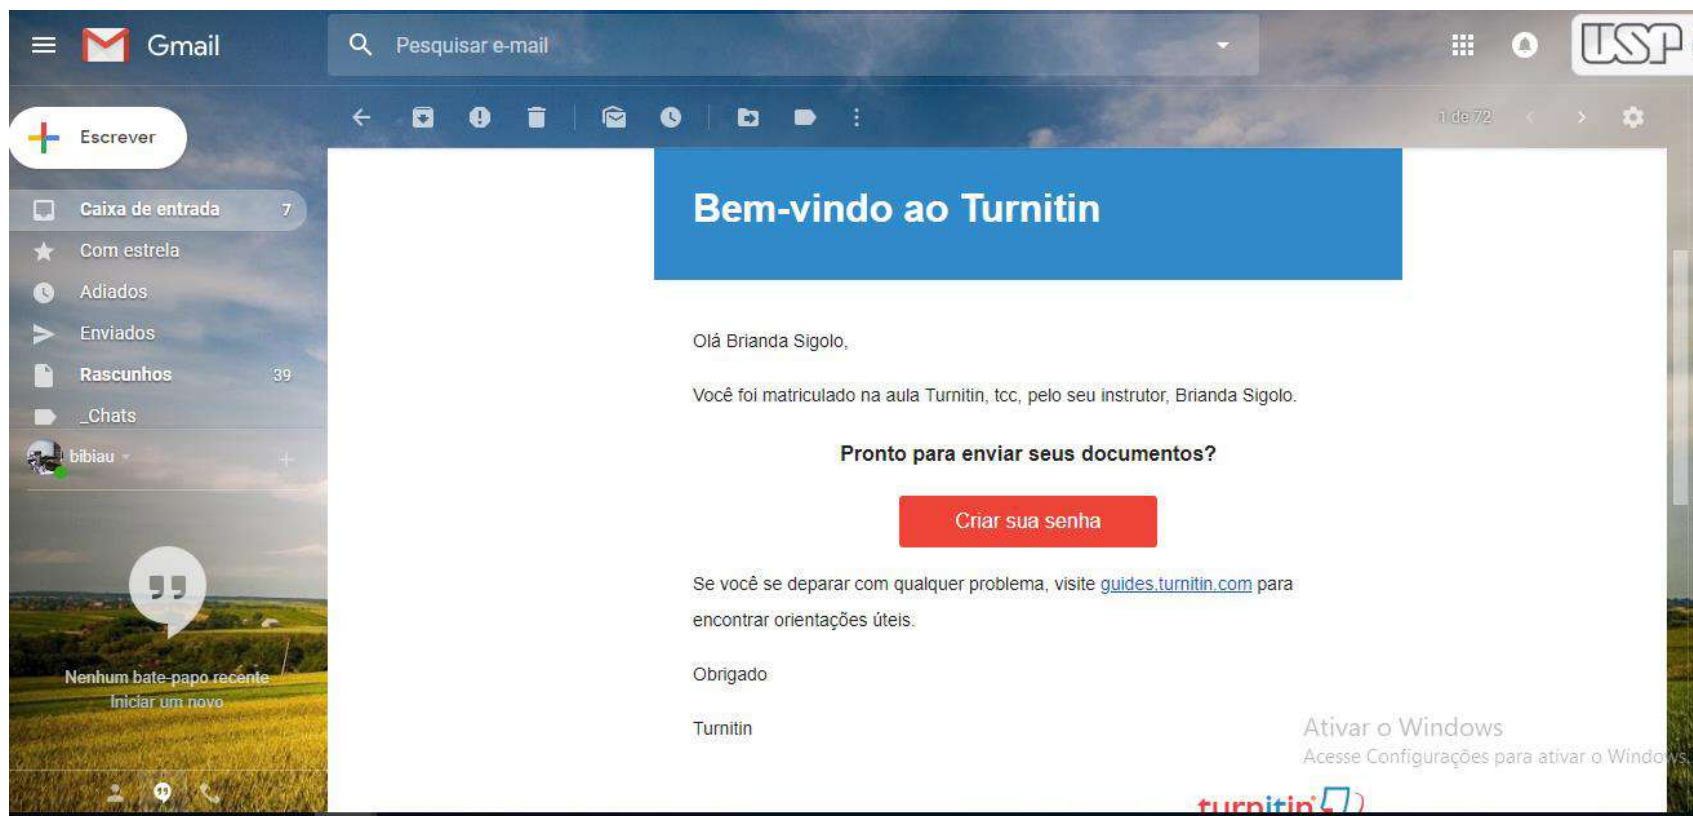 Gmail
Pesquisar e-mail
USP
Escrever
1 de 72
Caixa de entrada 7
Com estrela
Adiados
Enviados
Rascunhos 39
_Chats
bibiau
Nenhum bate-papo recente
Iniciar um novo
Bem-vindo ao Turnitin
Olá Brianda Sigolo,
Você foi matriculado na aula Turnitin, tcc, pelo seu instrutor, Brianda Sigolo.
Pronto para enviar seus documentos?
Criar sua senha
Se você se deparar com qualquer problema, visite guides.turnitin.com para
encontrar orientações úteis.
Obrigado
Turnitin
Ativar o Windows
Acesse Configurações para ativar o Windows.
turnitin